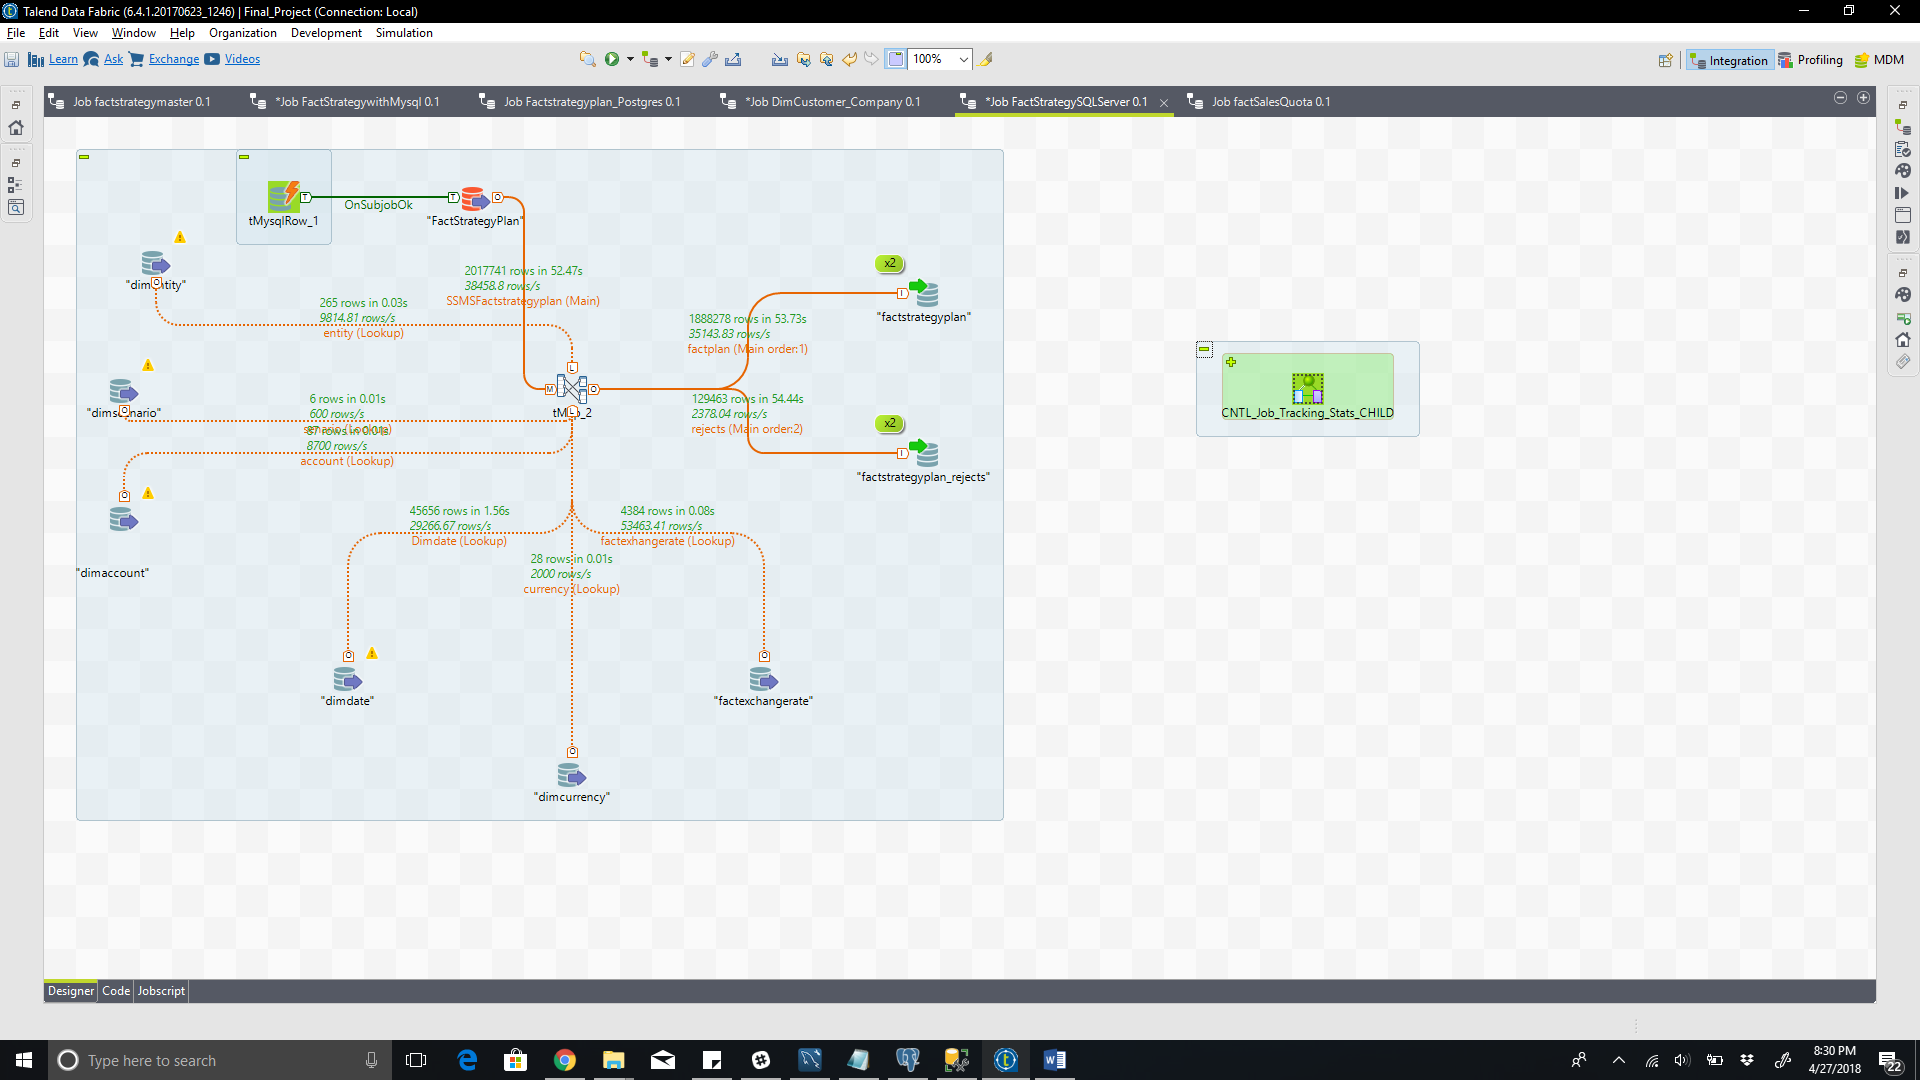 Talend Data Fabric (6.4.1.20170623_1246) | Final_Project (Connection: Local)
File Edit View Window Help Organization Development Simulation
Learn Ask Exchange Videos
100%
Integration Profiling MDM
Job factstrategymaster 0.1
*Job FactStrategywithMysql 0.1
Job Factstrategyplan_Postgres 0.1
*Job DimCustomer_Company 0.1
*Job FactStrategySQLServer 0.1
Job factSalesQuota 0.1
T
OnSubjobOk
T
O
tMysqlRow_1
"FactStrategyPlan"
"dimentity"
O
2017741 rows in 52.47s
38458.8 rows/s
SSMSFactstrategyplan (Main)
265 rows in 0.03s
9814.81 rows/s
entity (Lookup)
x2
I
"factstrategyplan"
1888278 rows in 53.73s
35143.83 rows/s
factplan (Main order:1)
L
M
O
tMap_2
L
O
6 rows in 0.01s
600 rows/s
87 rows in 0.01s
8700 rows/s
account (Lookup)
129463 rows in 54.44s
2378.04 rows/s
rejects (Main order:2)
x2
I
"factstrategyplan_rejects"
CNTL_Job_Tracking_Stats_CHILD
O
"dimaccount"
45656 rows in 1.56s
29266.67 rows/s
Dimdate (Lookup)
4384 rows in 0.08s
53463.41 rows/s
factexhangerate (Lookup)
28 rows in 0.01s
2000 rows/s
currency (Lookup)
O
"dimdate"
O
"factexchangerate"
O
"dimcurrency"
Designer Code Jobscript
Type here to search
8:30 PM
4/27/2018
22